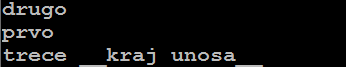 drugo
prvo
trece __kraj unosa__